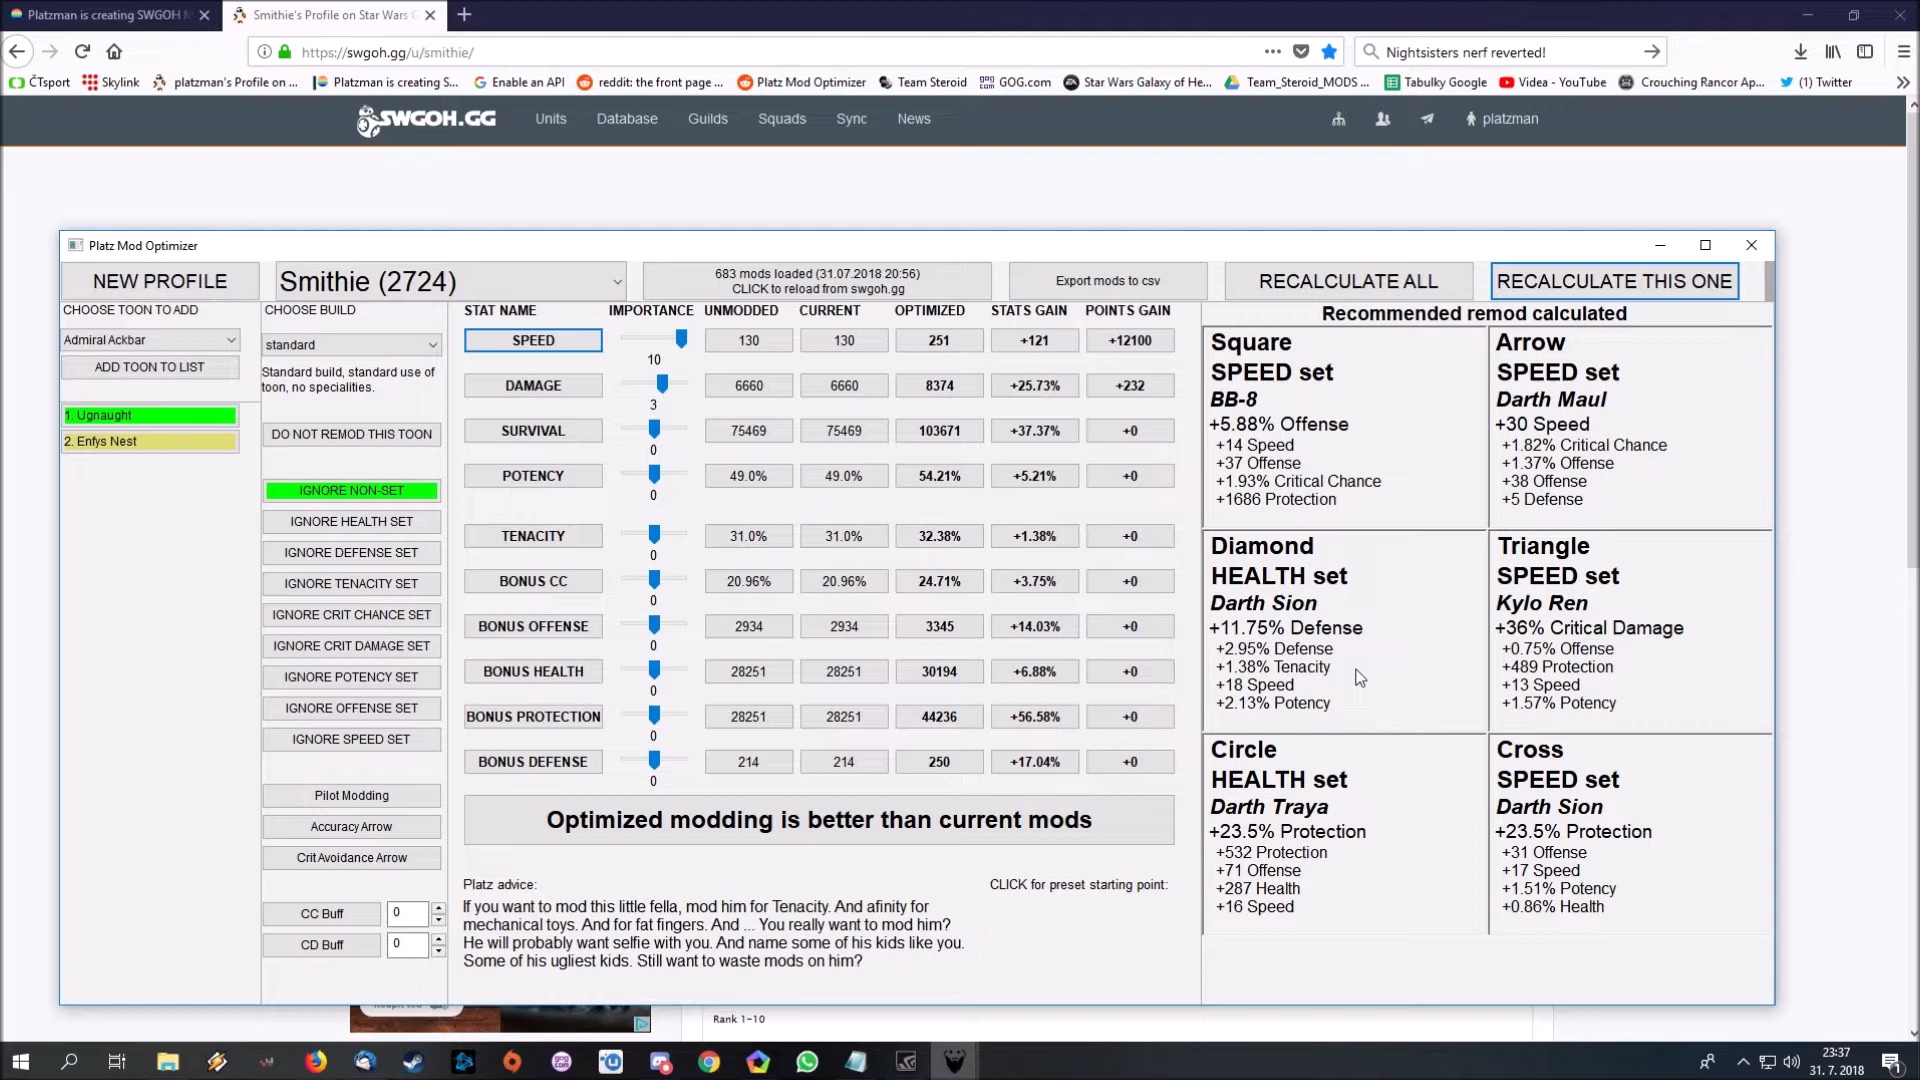 Platzman is creating SWGOH M
Smithie's Profile on Star Wars G
https://swgoh.gg/u/smithie/
Nightsisters nerf reverted!
ČTsport
Skylink
platzman's Profile on ...
Platzman is creating S...
Enable an API
reddit: the front page ...
Platz Mod Optimizer
Team Steroid
GOG.com
Star Wars Galaxy of He...
Team_Steroid_MODS ...
Tabulky Google
Videa - YouTube
Crouching Rancor Ap...
(1) Twitter
SWGOH.GG
Units
Database
Guilds
Squads
Sync
News
platzman
Platz Mod Optimizer
NEW PROFILE
Smithie (2724)
683 mods loaded (31.07.2018 20:56)
CLICK to reload from swgoh.gg
Export mods to csv
RECALCULATE ALL
RECALCULATE THIS ONE
CHOOSE TOON TO ADD
Admiral Ackbar
ADD TOON TO LIST
1. Ugnaught
2. Enfys Nest
CHOOSE BUILD
standard
Standard build, standard use of
toon, no specialities.
DO NOT REMOD THIS TOON
IGNORE NON-SET
IGNORE HEALTH SET
IGNORE DEFENSE SET
IGNORE TENACITY SET
IGNORE CRIT CHANCE SET
IGNORE CRIT DAMAGE SET
IGNORE POTENCY SET
IGNORE OFFENSE SET
IGNORE SPEED SET
Pilot Modding
Accuracy Arrow
Crit Avoidance Arrow
CC Buff 0
CD Buff 0
STAT NAME IMPORTANCE UNMODDED CURRENT OPTIMIZED STATS GAIN POINTS GAIN
SPEED 130 130 251 +121 +12100
10
DAMAGE 6660 6660 8374 +25.73% +232
3
SURVIVAL 75469 75469 103671 +37.37% +0
0
POTENCY 49.0% 49.0% 54.21% +5.21% +0
0
TENACITY 31.0% 31.0% 32.38% +1.38% +0
0
BONUS CC 20.96% 20.96% 24.71% +3.75% +0
0
BONUS OFFENSE 2934 2934 3345 +14.03% +0
0
BONUS HEALTH 28251 28251 30194 +6.88% +0
0
BONUS PROTECTION 28251 28251 44236 +56.58% +0
0
BONUS DEFENSE 214 214 250 +17.04% +0
0
Optimized modding is better than current mods
Platz advice:
CLICK for preset starting point:
If you want to mod this little fella, mod him for Tenacity. And afinity for
mechanical toys. And for fat fingers. And ... You really want to mod him?
He will probably want selfie with you. And name some of his kids like you.
Some of his ugliest kids. Still want to waste mods on him?
Recommended remod calculated
Square
SPEED set
BB-8
+5.88% Offense
+14 Speed
+37 Offense
+1.93% Critical Chance
+1686 Protection
Arrow
SPEED set
Darth Maul
+30 Speed
+1.82% Critical Chance
+1.37% Offense
+38 Offense
+5 Defense
Diamond
HEALTH set
Darth Sion
+11.75% Defense
+2.95% Defense
+1.38% Tenacity
+18 Speed
+2.13% Potency
Triangle
SPEED set
Kylo Ren
+36% Critical Damage
+0.75% Offense
+489 Protection
+13 Speed
+1.57% Potency
Circle
HEALTH set
Darth Traya
+23.5% Protection
+532 Protection
+71 Offense
+287 Health
+16 Speed
Cross
SPEED set
Darth Sion
+23.5% Protection
+31 Offense
+17 Speed
+1.51% Potency
+0.86% Health
Rank 1-10
23:37
31. 7. 2018
1